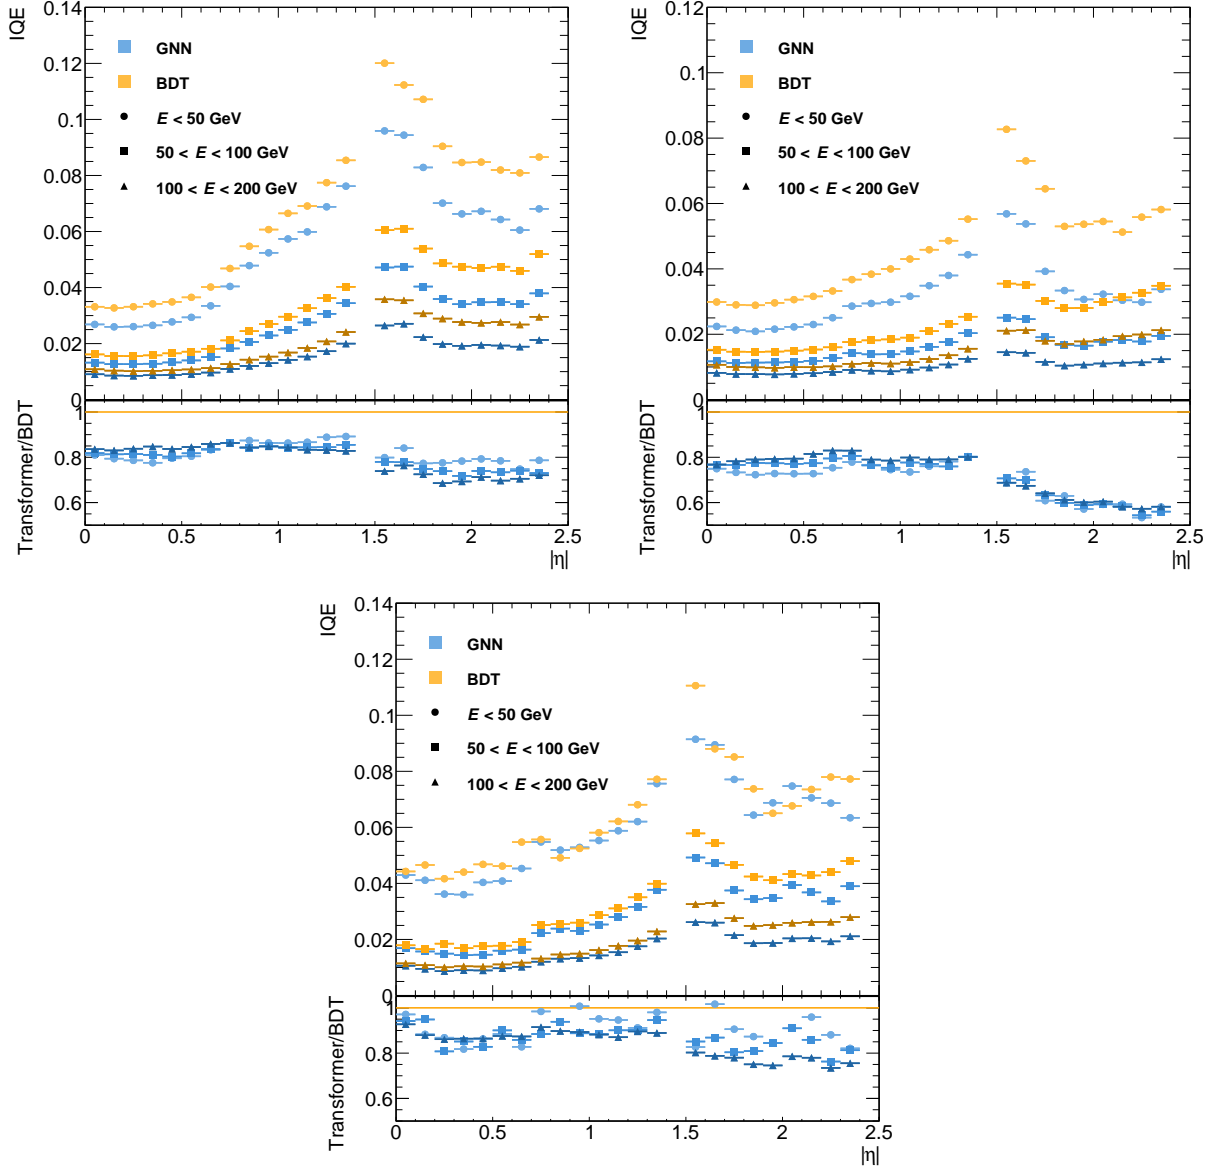 IQE
0.14
0.12
0.1
0.08
0.06
0.04
0.02
0
GNN
BDT
E < 50 GeV
50 < E < 100 GeV
100 < E < 200 GeV
Transformer/BDT
1
0.8
0.6
0 0.5 1 1.5 2 2.5
|η|
IQE
0.12
0.1
0.08
0.06
0.04
0.02
0
GNN
BDT
E < 50 GeV
50 < E < 100 GeV
100 < E < 200 GeV
Transformer/BDT
1
0.8
0.6
0 0.5 1 1.5 2 2.5
|η|
IQE
0.14
0.12
0.1
0.08
0.06
0.04
0.02
0
GNN
BDT
E < 50 GeV
50 < E < 100 GeV
100 < E < 200 GeV
Transformer/BDT
1
0.8
0.6
0 0.5 1 1.5 2 2.5
|η|